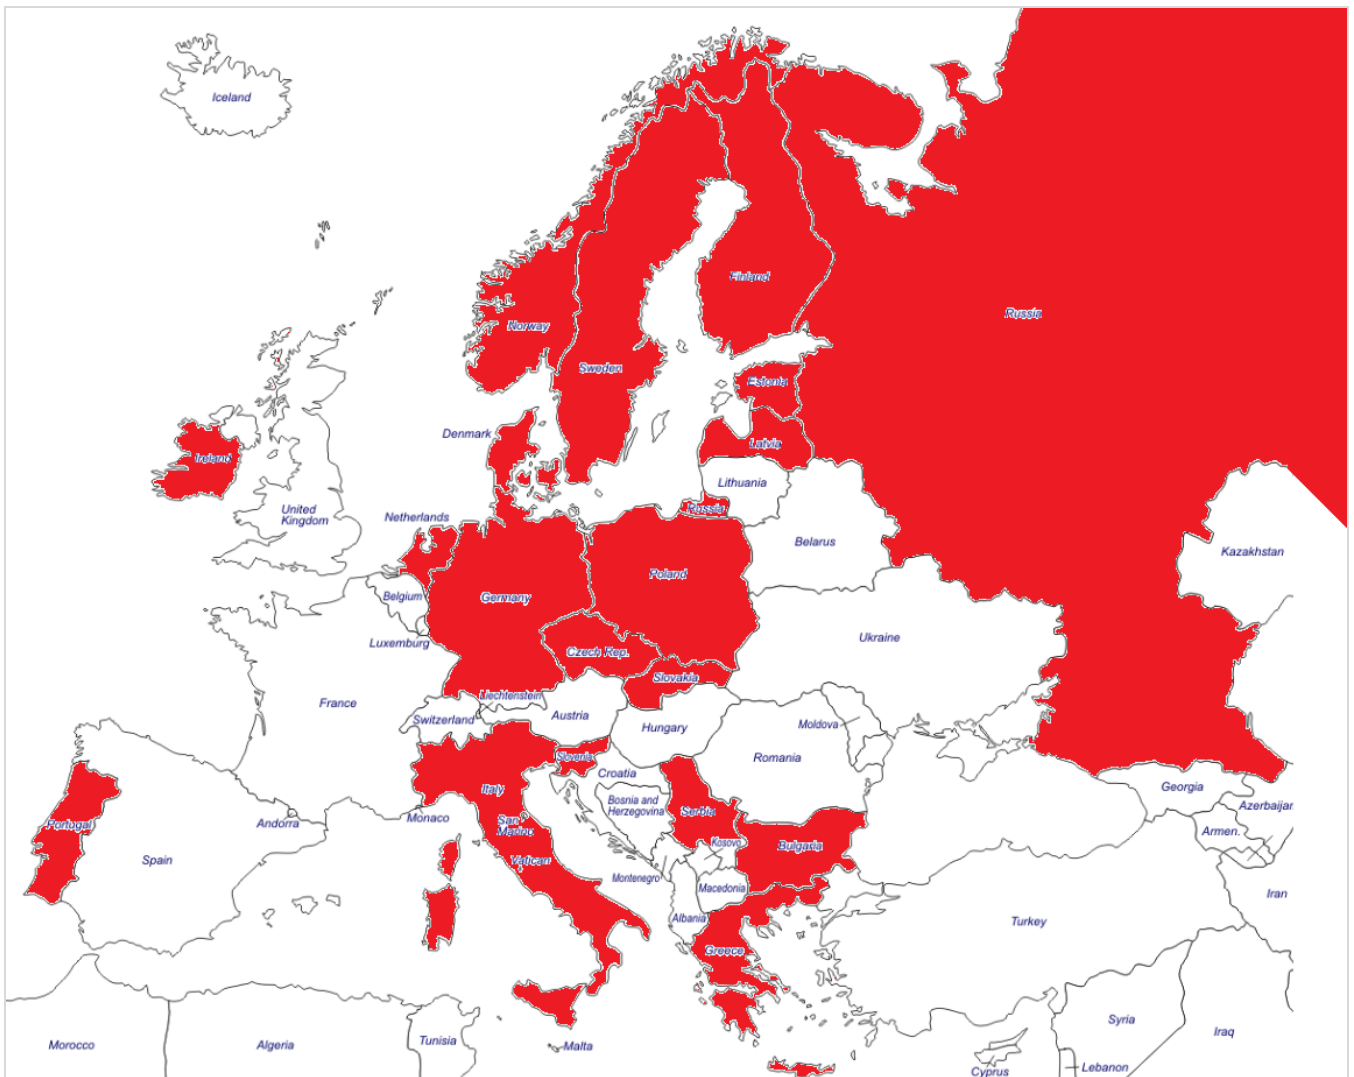 Iceland
Finland
Norway
Russia
Sweden
Estonia
Denmark
Latvia
Ireland
Lithuania
Russia
United
Kingdom
Netherlands
Belarus
Kazakhstan
Poland
Belgium
Germany
Ukraine
Luxemburg
Czech Rep.
Slovakia
Liechtenstein
France
Switzerland
Austria
Moldova
Hungary
Slovenia
Romania
Croatia
Georgia
Italy
Bosnia and
Herzegovina
Azerbaijan
Serbia
Monaco
Andorra
Portugal
San
Marino
Armen.
Kosovo
Bulgaria
Spain
Vatican
Montenegro
Macedonia
Iran
Albania
Turkey
Greece
Syria
Iraq
Tunisia
Morocco
Algeria
Malta
Lebanon
Cyprus